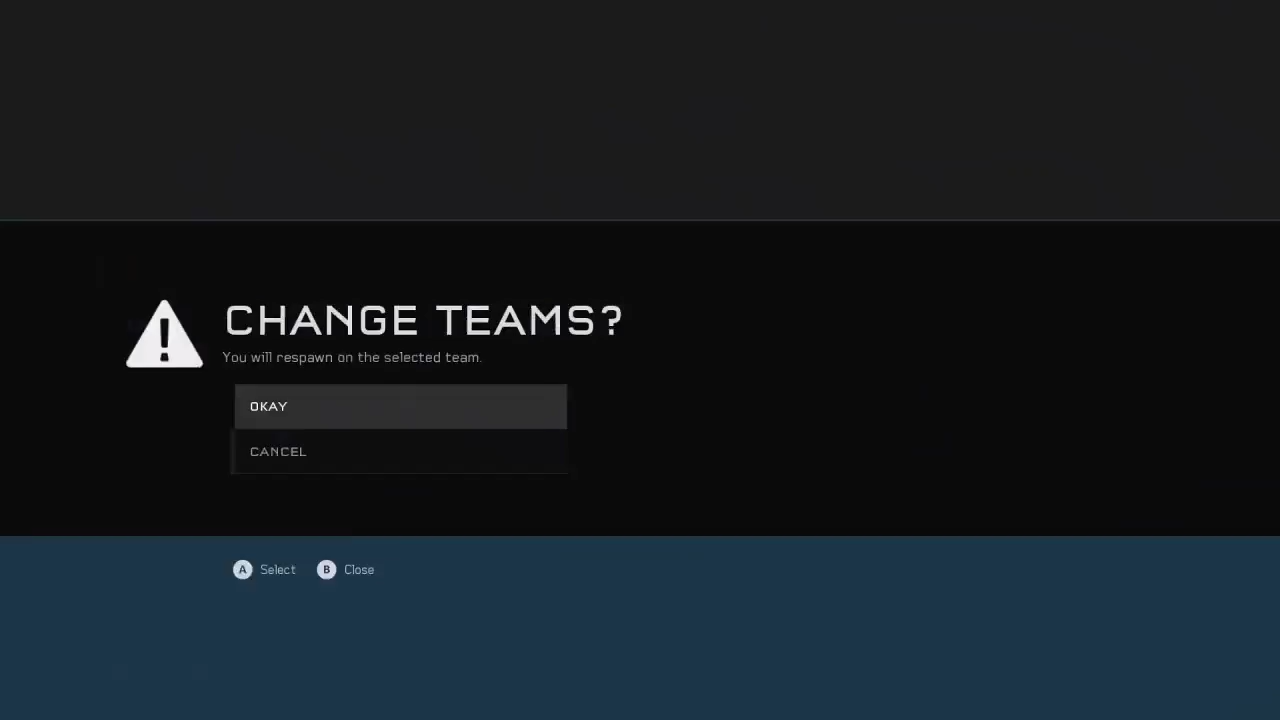 CHANGE TEAMS?
You will respawn on the selected team.
OKAY
CANCEL
A Select B Close